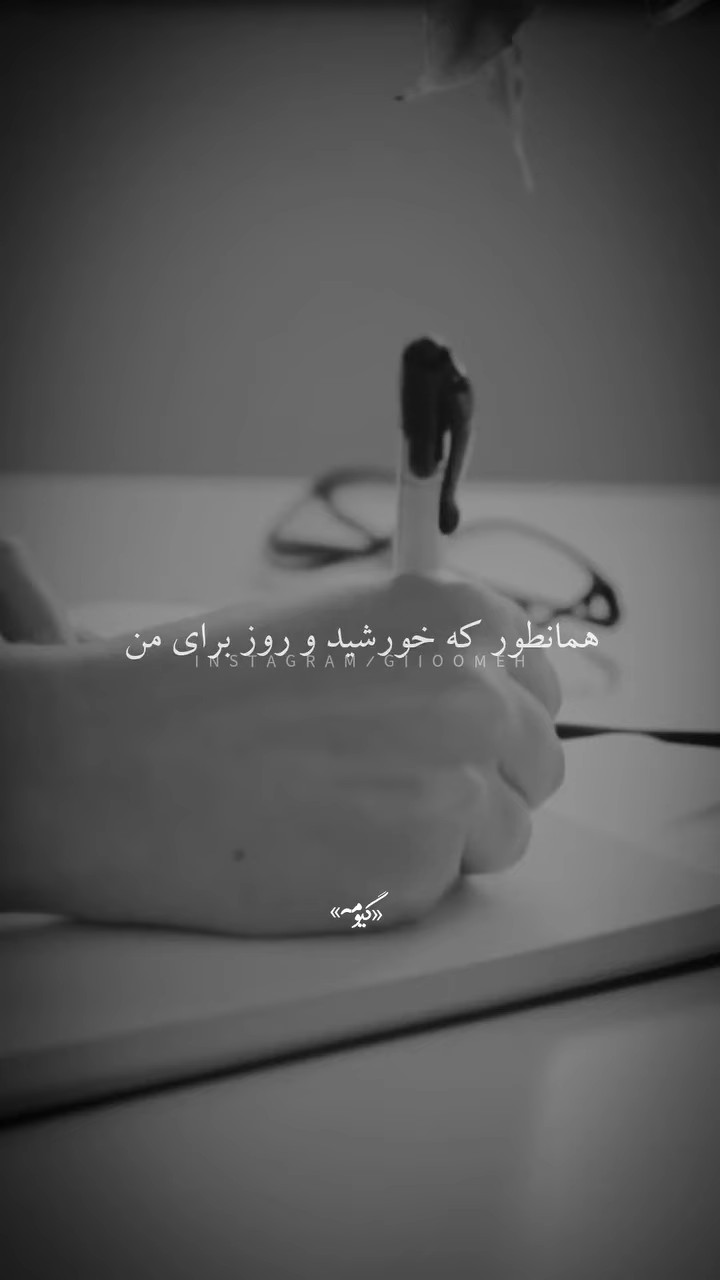 همانطور که خورشید و روز برای من
INSTAGRAM/GIIOOMEH
«گیومه»